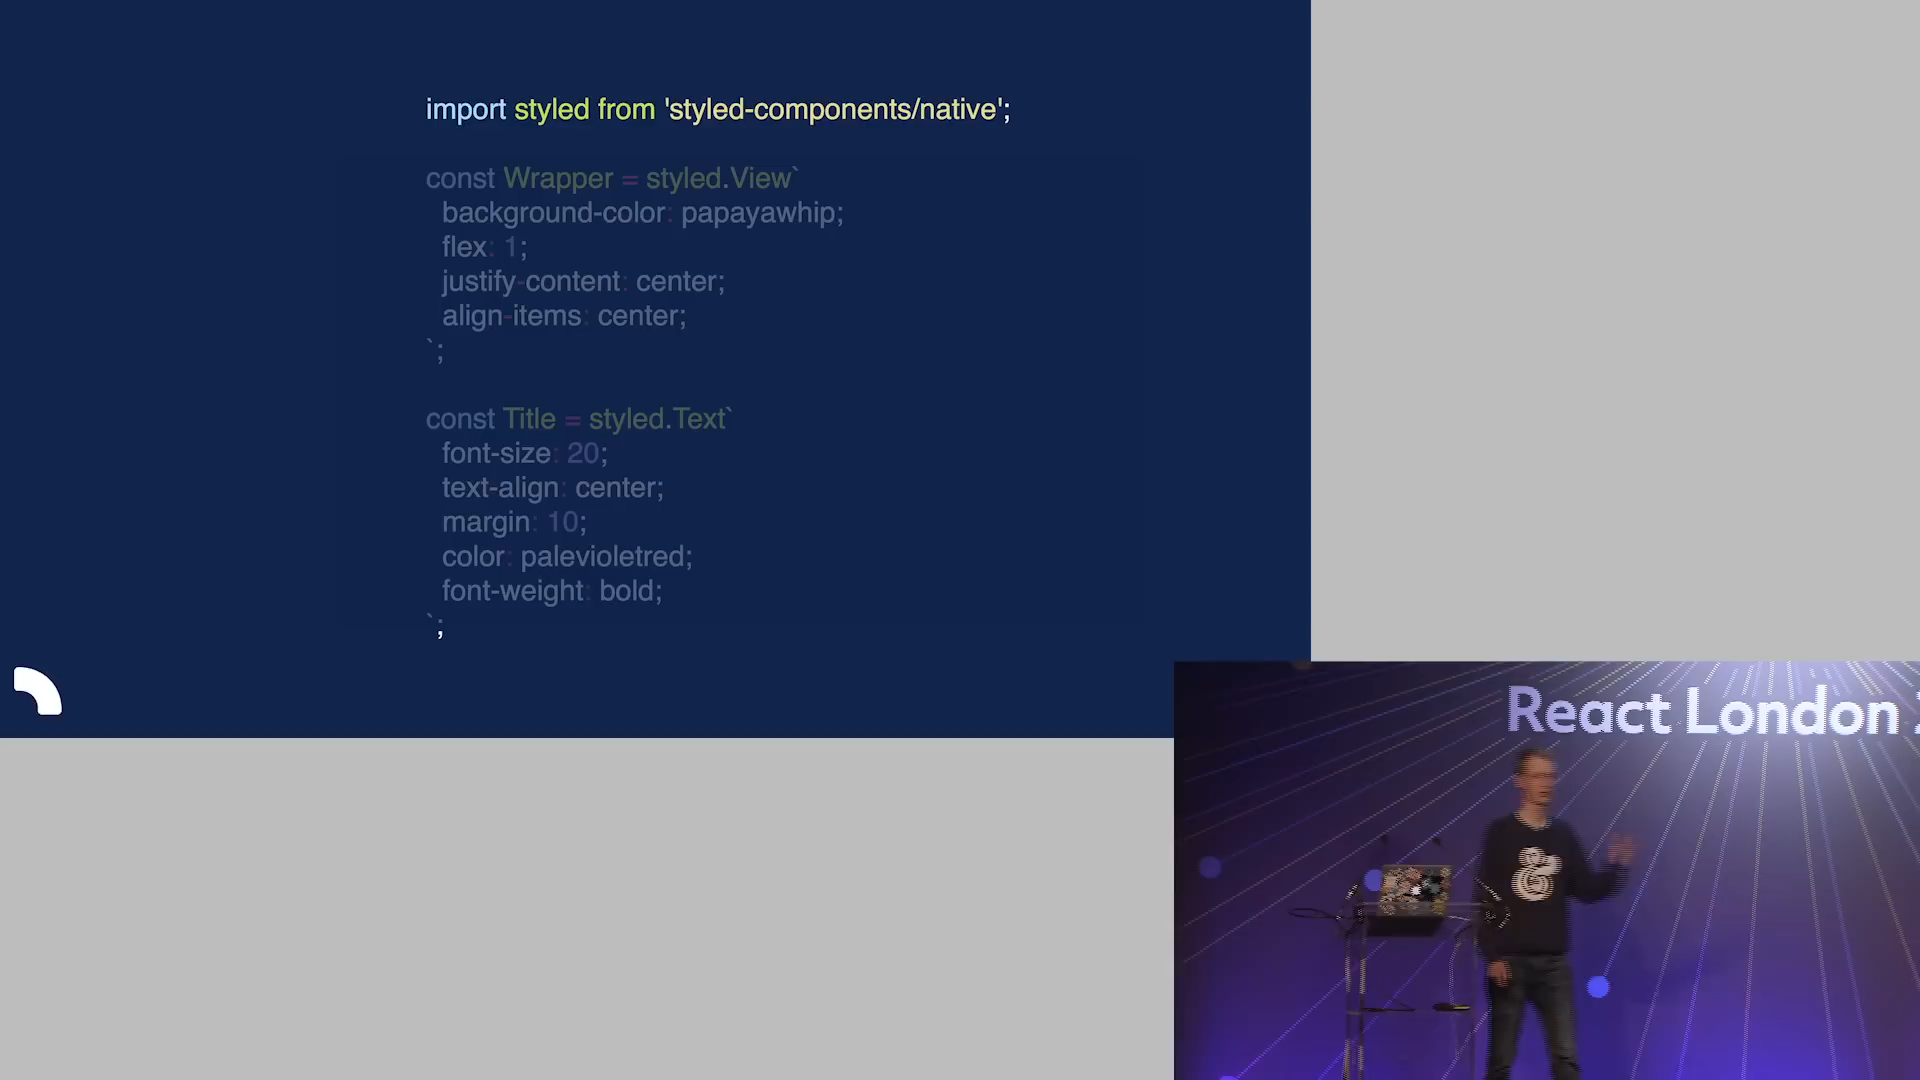 import styled from 'styled-components/native';
const Wrapper = styled.View`
background-color: papayawhip;
flex: 1;
justify-content: center;
align-items: center;
`;
const Title = styled.Text`
font-size: 20;
text-align: center;
margin: 10;
color: palevioletred;
font-weight: bold;
`;
React London